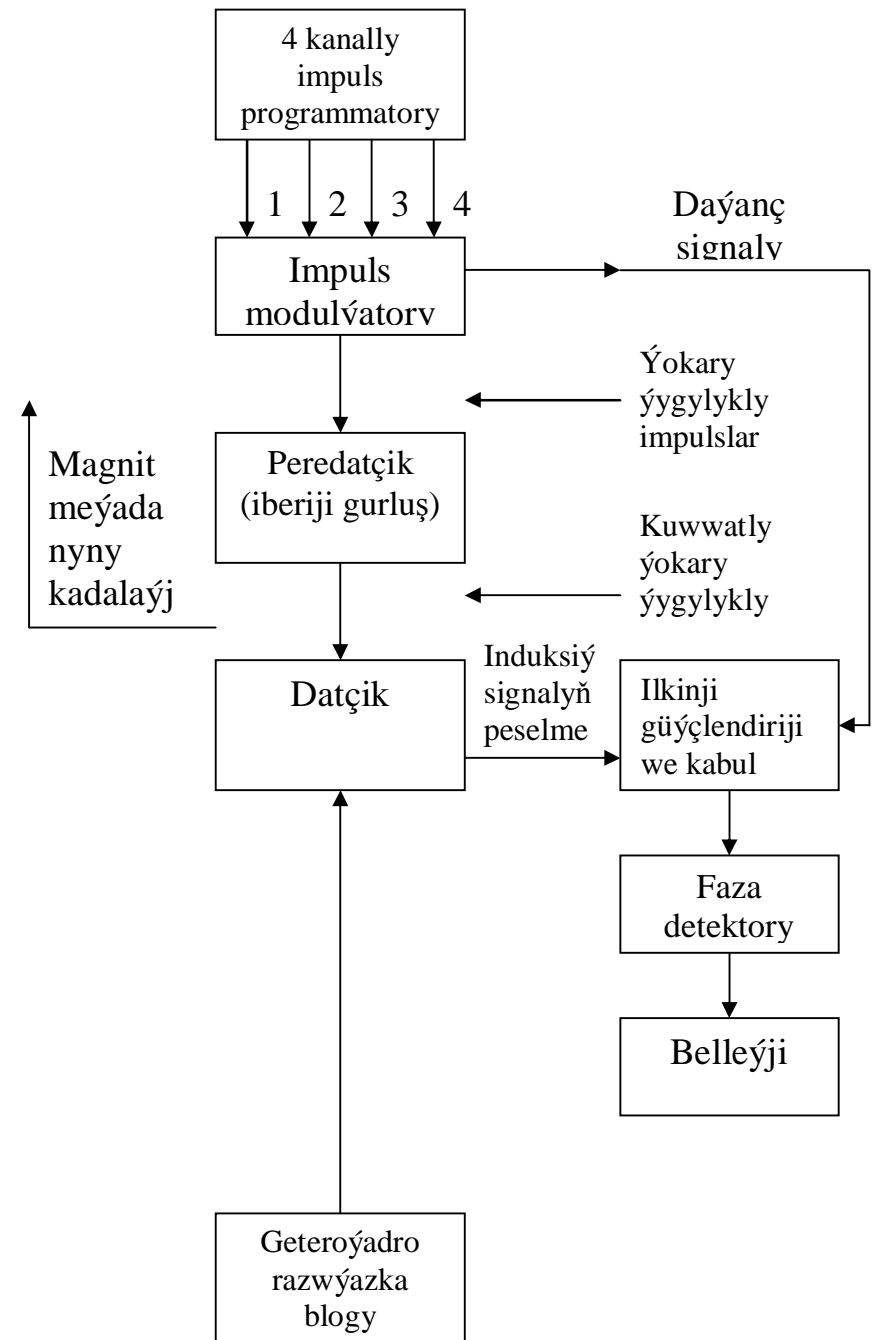 4 kanally
impuls
programmatory
1 2 3 4
Daýanç
signaly
Impuls
modulýatory
Ýokary
ýygylykly
impulslar
Magnit
meýada
nyny
kadalaýj
Peredatçik
(iberiji gurluş)
Kuwwatly
ýokary
ýygylykly
Datçik
Induksiý
signalyň
peselme
Ilkinji
güýçlendiriji
we kabul
Faza
detektory
Belleýji
Geteroýadro
razwýazka
blogy